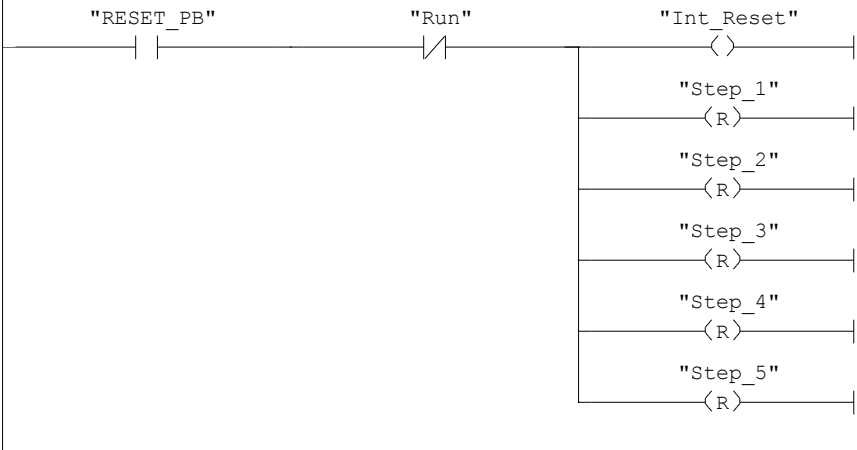 "RESET_PB" "Run" "Int_Reset"
"Step_1"
R
"Step_2"
R
"Step_3"
R
"Step_4"
R
"Step_5"
R